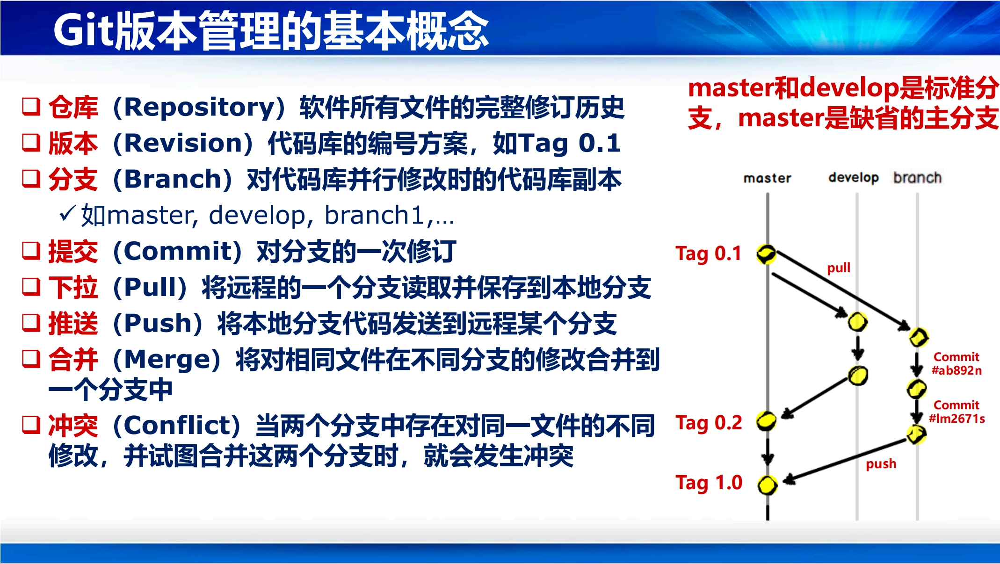 Git版本管理的基本概念
仓库（Repository）软件所有文件的完整修订历史
版本（Revision）代码库的编号方案，如Tag 0.1
分支（Branch）对代码库并行修改时的代码库副本
如master, develop, branch1,…
提交（Commit）对分支的一次修订
下拉（Pull）将远程的一个分支读取并保存到本地分支
推送（Push）将本地分支代码发送到远程某个分支
合并（Merge）将对相同文件在不同分支的修改合并到
一个分支中
冲突（Conflict）当两个分支中存在对同一文件的不同
修改，并试图合并这两个分支时，就会发生冲突
master和develop是标准分
支，master是缺省的主分支
master develop branch
Tag 0.1
pull
Commit
#ab892n
Commit
#lm2671s
Tag 0.2
push
Tag 1.0